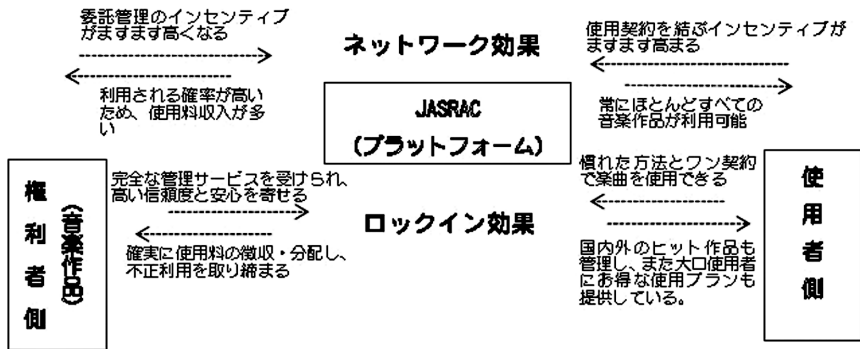 委託管理のインセンティブ
がますます高くなる
ネットワーク効果
使用契約を結ぶインセンティブが
ますます高まる
利用される確率が高い
ため、使用料収入が多
い
JASRAC
(プラットフォーム)
常にほとんどすべての
音楽作品が利用可能
権利者側
(音楽作品)
完全な管理サービスを受けられ、
高い信頼度と安心を寄せる
ロックイン効果
慣れた方法とワン契約
で楽曲を使用できる
使用者側
確実に使用料の徴収・分配し、
不正利用を取り締まる
国内外のヒット作品も
管理し、また大口使用者
にお得な使用プランも
提供している。